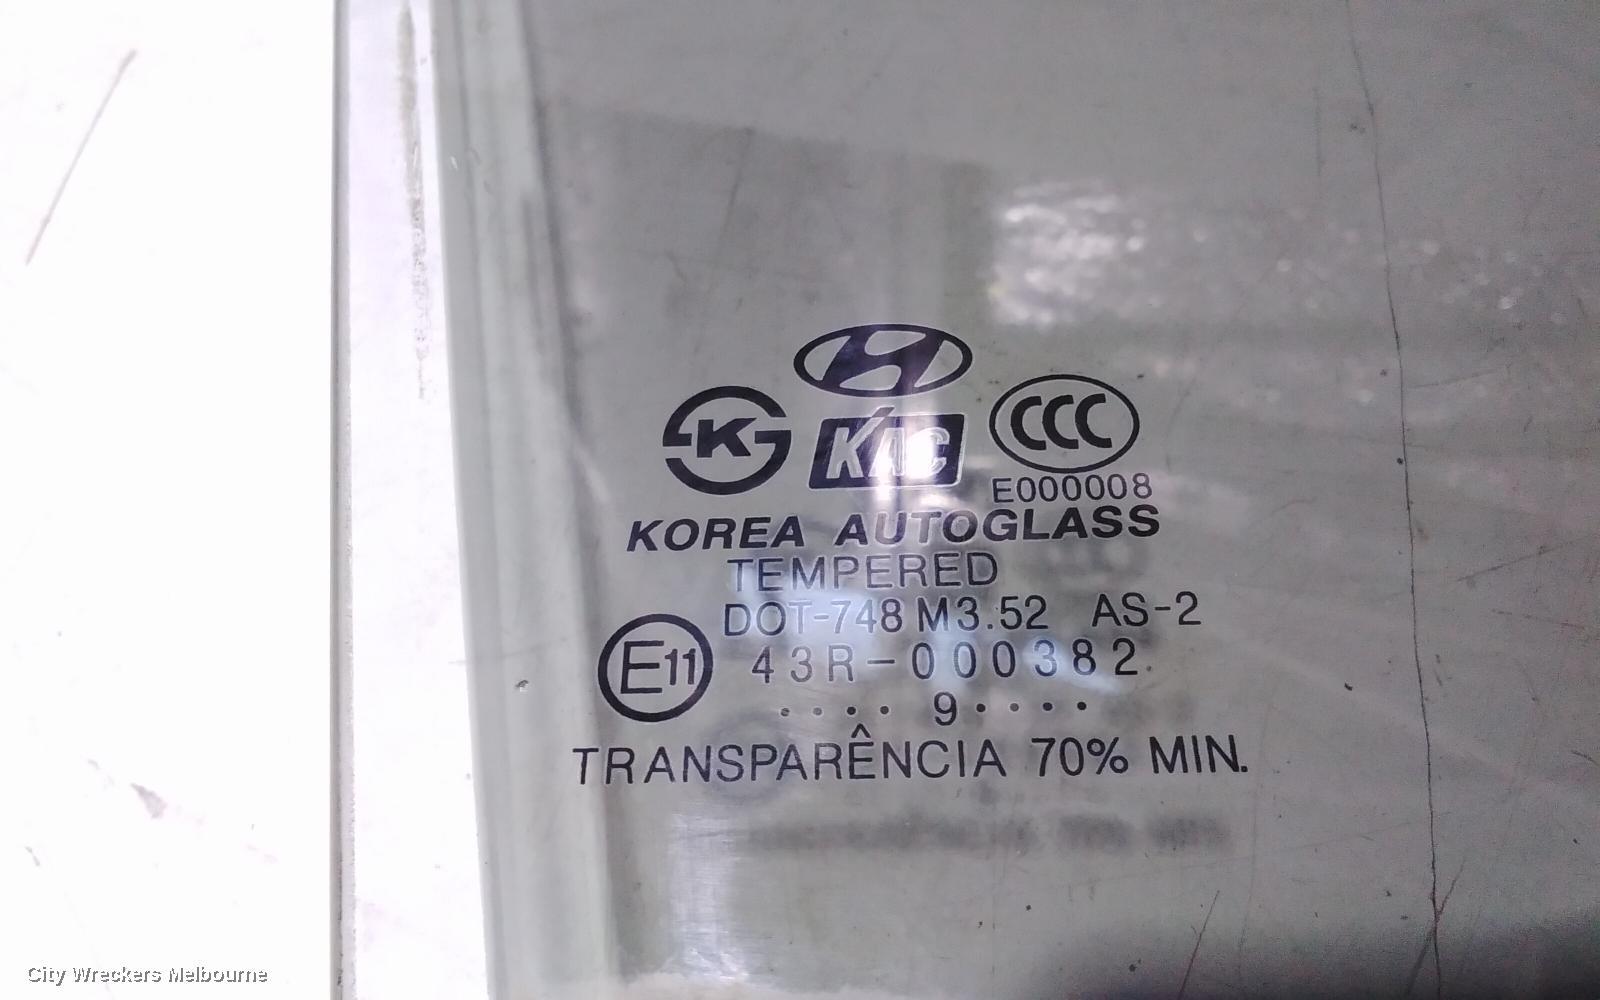 K
KAC
CCC
E000008
KOREA AUTOGLASS
TEMPERED
DOT-748 M3.52 AS-2
E11 43R-000382
.... 9....
TRANSPARÊNCIA 70% MIN.
City Wreckers Melbourne